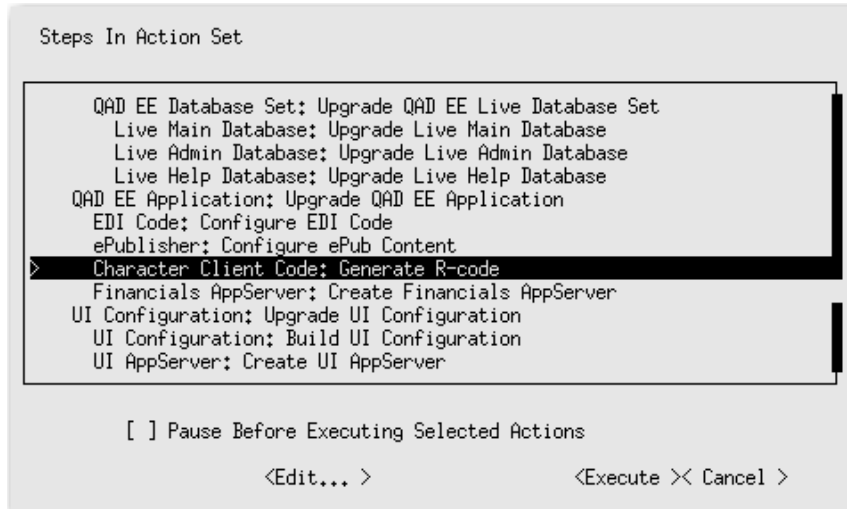 Steps In Action Set
QAD EE Database Set: Upgrade QAD EE Live Database Set
Live Main Database: Upgrade Live Main Database
Live Admin Database: Upgrade Live Admin Database
Live Help Database: Upgrade Live Help Database
QAD EE Application: Upgrade QAD EE Application
EDI Code: Configure EDI Code
ePublisher: Configure ePub Content
> Character Client Code: Generate R-code
Financials AppServer: Create Financials AppServer
UI Configuration: Upgrade UI Configuration
UI Configuration: Build UI Configuration
UI AppServer: Create UI AppServer
[ ] Pause Before Executing Selected Actions
<Edit... > <Execute >< Cancel >